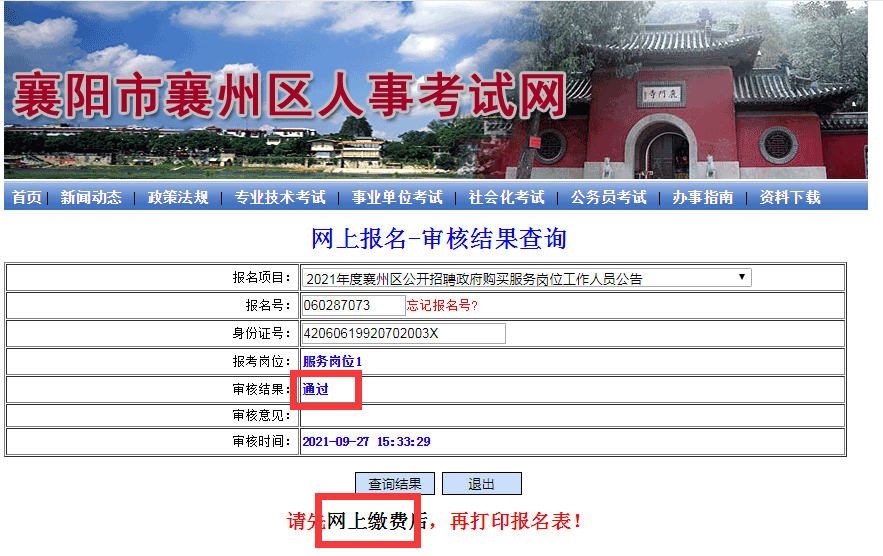 襄阳市襄州区人事考试网
鹿門寺
首页 | 新闻动态 | 政策法规 | 专业技术考试 | 事业单位考试 | 社会化考试 | 公务员考试 | 办事指南 | 资料下载
网上报名-审核结果查询
报名项目: 2021年度襄州区公开招聘政府购买服务岗位工作人员公告
报名号: 060287073 忘记报名号?
身份证号: 42060619920702003X
报考岗位: 服务岗位1
审核结果: 通过
审核意见:
审核时间: 2021-09-27 15:33:29
查询结果 退出
请先网上缴费后，再打印报名表!